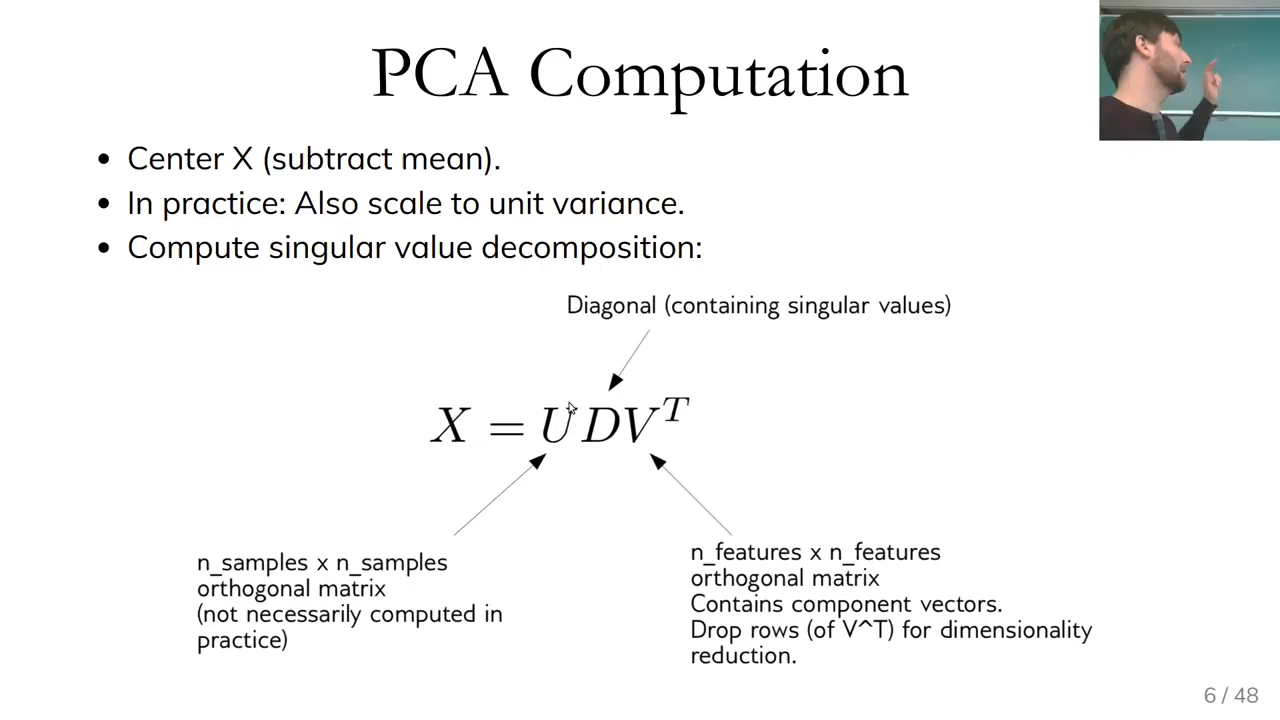 PCA Computation
• Center X (subtract mean).
• In practice: Also scale to unit variance.
• Compute singular value decomposition:
Diagonal (containing singular values)
X = UDV^T
n_samples x n_samples
orthogonal matrix
(not necessarily computed in
practice)
n_features x n_features
orthogonal matrix
Contains component vectors.
Drop rows (of V^T) for dimensionality
reduction.
6 / 48